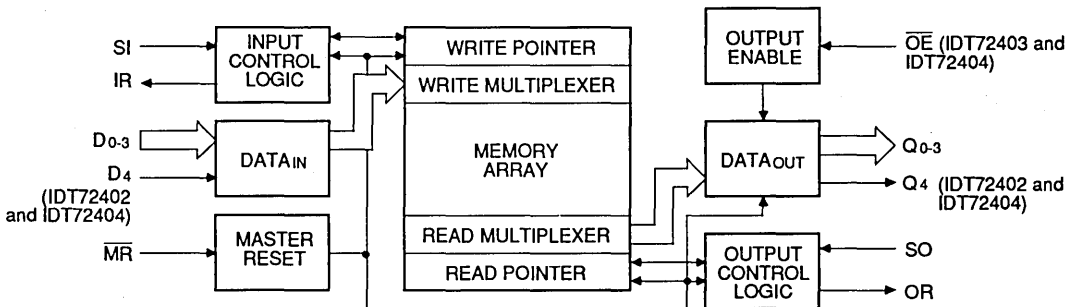 SI
IR
INPUT
CONTROL
LOGIC
D0-3
D4
(IDT72402
and IDT72404)
DATAIN
MR
MASTER
RESET
WRITE POINTER
WRITE MULTIPLEXER
MEMORY
ARRAY
READ MULTIPLEXER
READ POINTER
OUTPUT
ENABLE
OE (IDT72403 and
IDT72404)
DATAOUT
Q0-3
Q4 (IDT72402 and
IDT72404)
OUTPUT
CONTROL
LOGIC
SO
OR